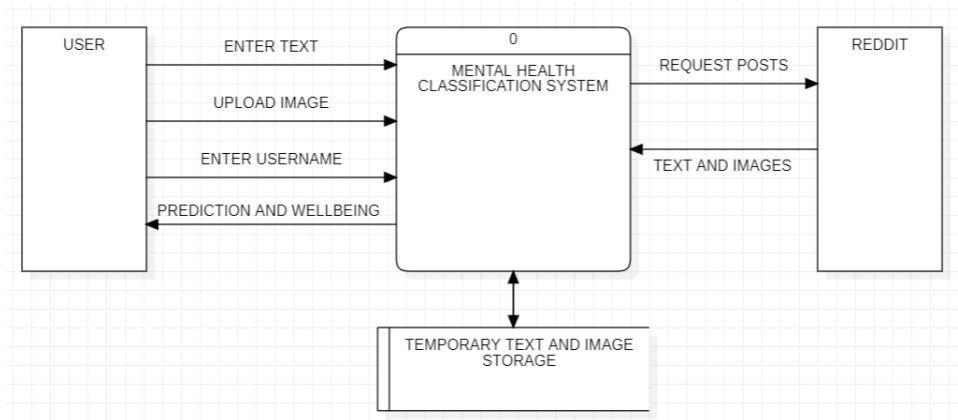 USER
ENTER TEXT
UPLOAD IMAGE
ENTER USERNAME
PREDICTION AND WELLBEING
0
MENTAL HEALTH
CLASSIFICATION SYSTEM
REQUEST POSTS
TEXT AND IMAGES
REDDIT
TEMPORARY TEXT AND IMAGE
STORAGE